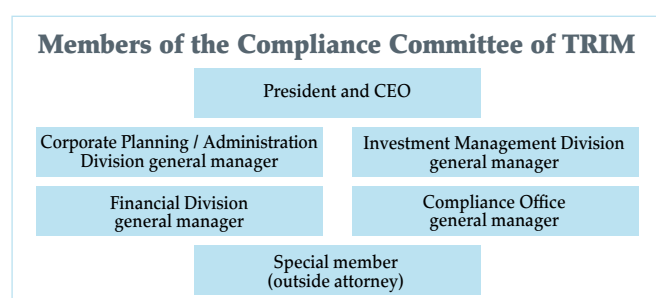 Members of the Compliance Committee of TRIM
President and CEO
Corporate Planning / Administration
Division general manager
Investment Management Division
general manager
Financial Division
general manager
Compliance Office
general manager
Special member
(outside attorney)